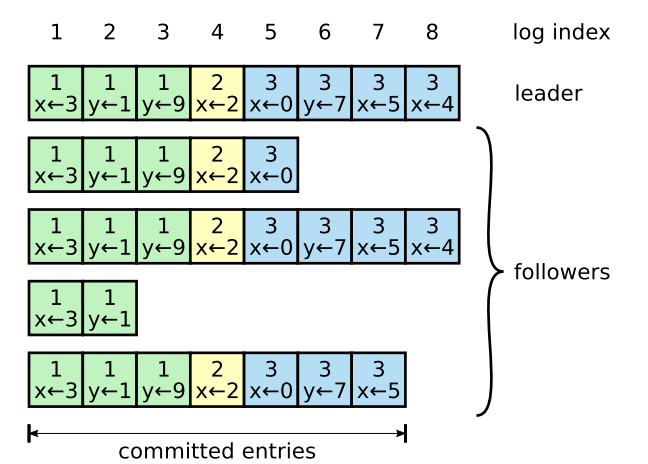 1 2 3 4 5 6 7 8 log index
1 1 1 2 3 3 3 3
x←3 y←1 y←9 x←2 x←0 y←7 x←5 x←4
leader
1 1 1 2 3
x←3 y←1 y←9 x←2 x←0
1 1 1 2 3 3 3 3
x←3 y←1 y←9 x←2 x←0 y←7 x←5 x←4
followers
1 1
x←3 y←1
1 1 1 2 3 3 3
x←3 y←1 y←9 x←2 x←0 y←7 x←5
committed entries